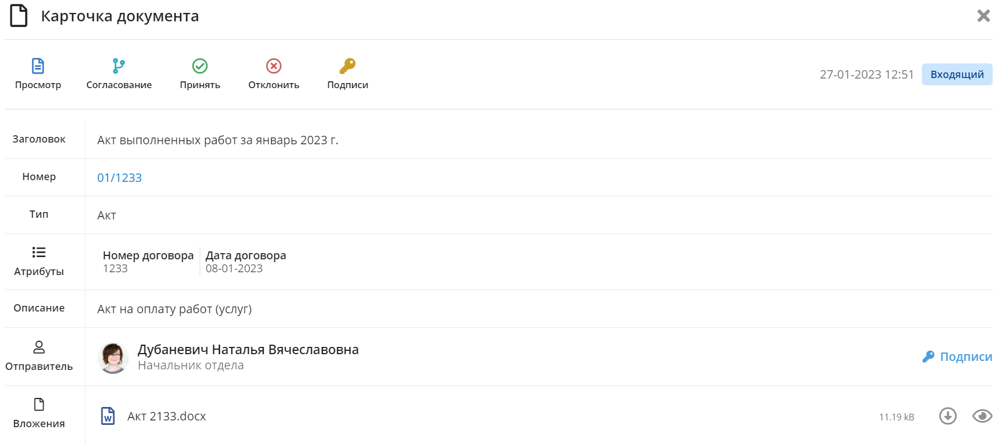 Карточка документа
Просмотр
Согласование
Принять
Отклонить
Подписи
27-01-2023 12:51
Входящий
Заголовок
Акт выполненных работ за январь 2023 г.
Номер
01/1233
Тип
Акт
Атрибуты
Номер договора
1233
Дата договора
08-01-2023
Описание
Акт на оплату работ (услуг)
Отправитель
Дубаневич Наталья Вячеславовна
Начальник отдела
Подписи
Вложения
W
Акт 2133.docx
11.19 kB